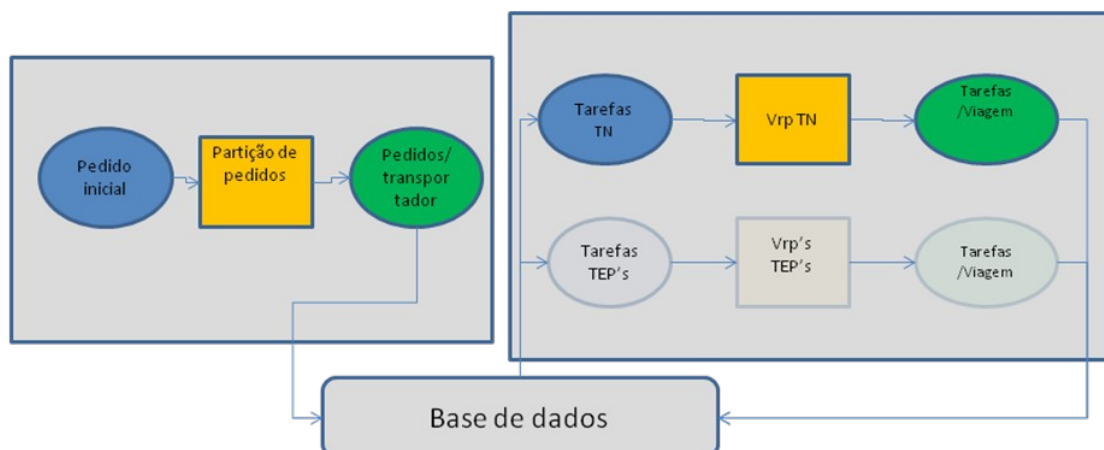 Pedido
inicial
Partição de
pedidos
Pedidos/
transpor
tador
Tarefas
TN
Vrp TN
Tarefas
/Viagem
Tarefas
TEP's
Vrp's
TEP's
Tarefas
/Viagem
Base de dados